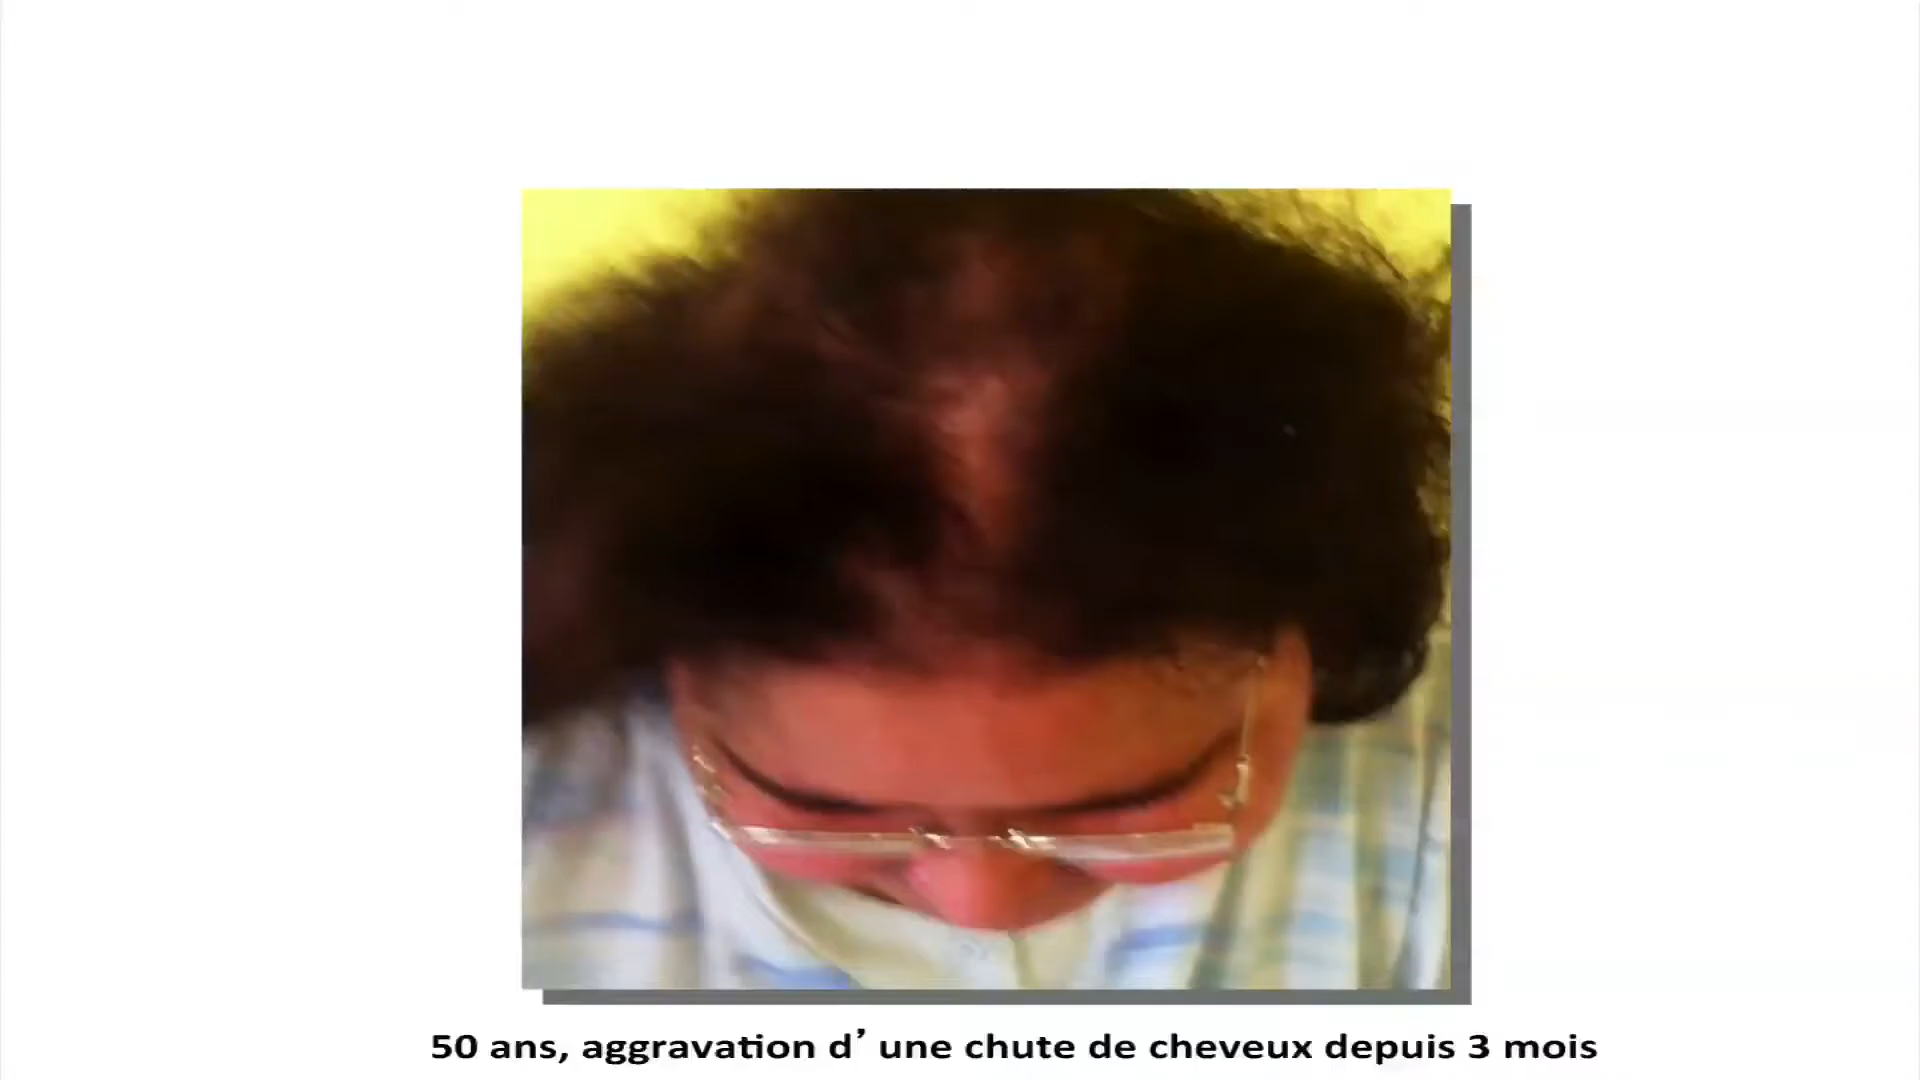 50 ans, aggravation d’ une chute de cheveux depuis 3 mois